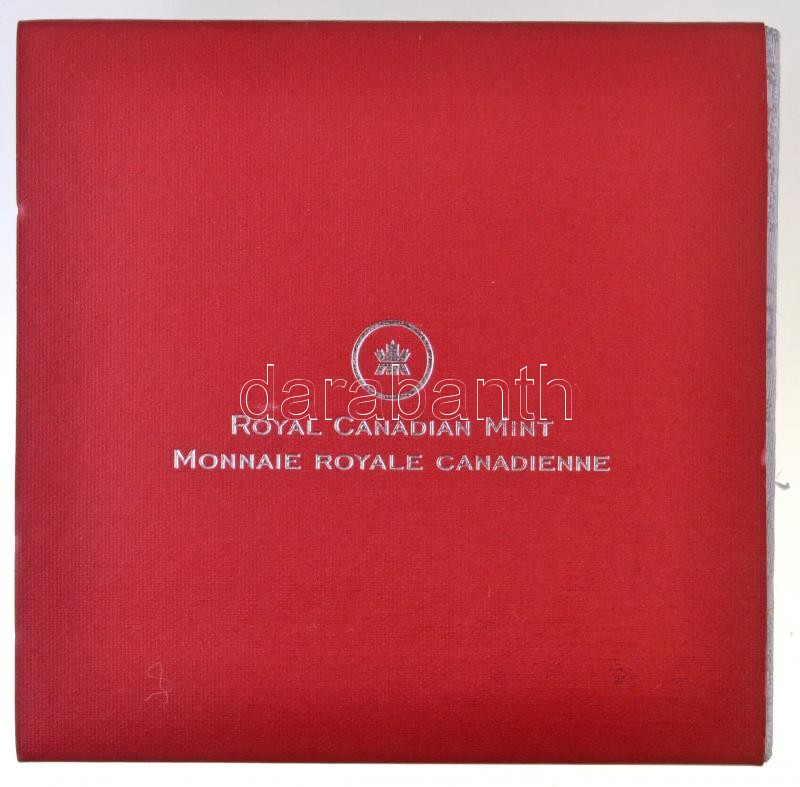 darabanth
ROYAL CANADIAN MINT
MONNAIE ROYALE CANADIENNE